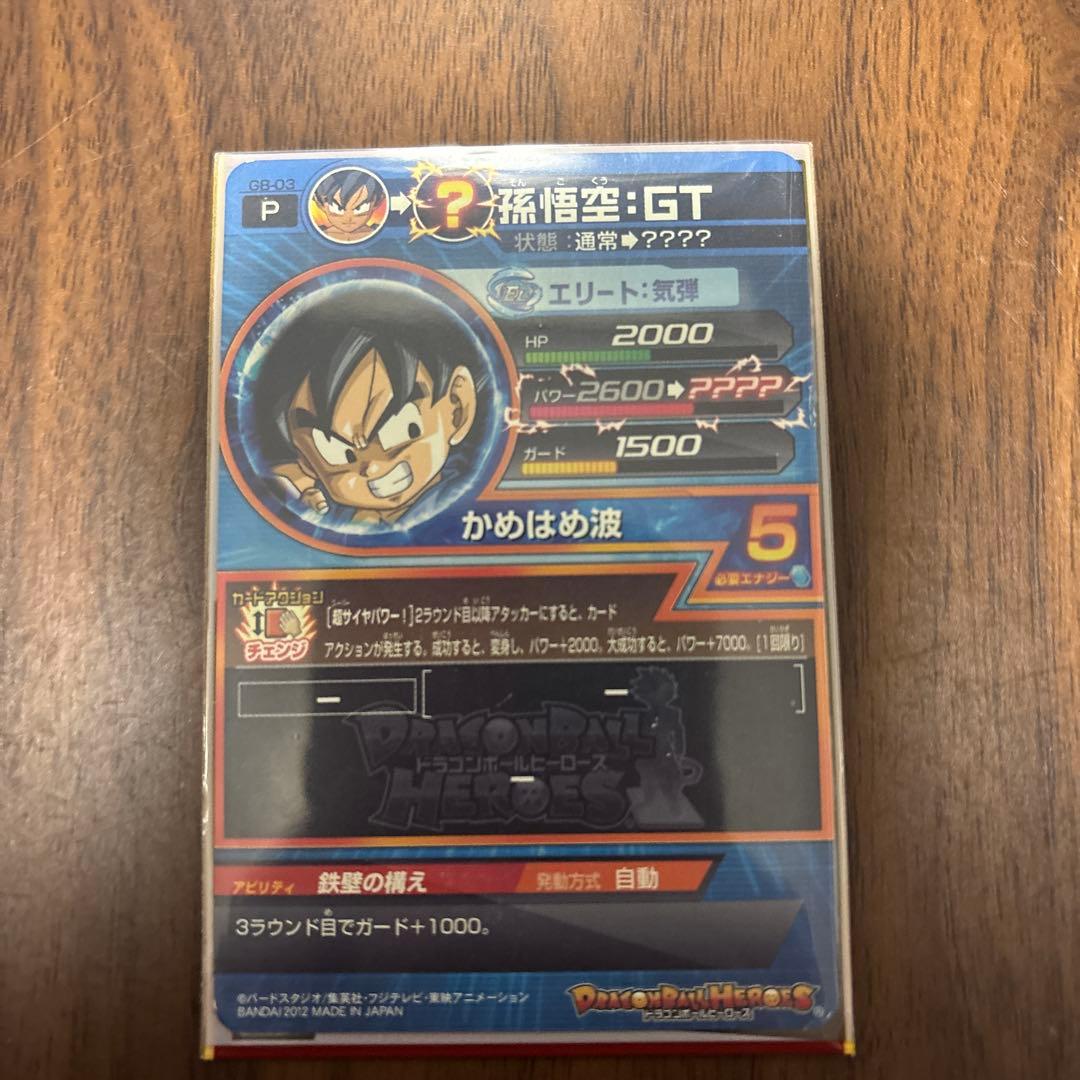 GB-03
P
?
そんごくう
孫悟空:GT
状態:通常➡????
エリート:気弾
HP 2000
パワー 2600➡????
ガード 1500
かめはめ波
5
必要エナジー
カードアクション
チェンジ
[超サイヤパワー!]2ラウンド目以降アタッカーにすると、カード
アクションが発生する。成功すると、変身し、パワー+2000。大成功すると、パワー+7000。[1回限り]
ー
ー
DRAGONBALL
ドラゴンボールヒーローズ
HEROES
ー
アビリティ 鉄壁の構え 発動方式 自動
3ラウンド目でガード+1000。
©バードスタジオ/集英社・フジテレビ・東映アニメーション
BANDAI 2012 MADE IN JAPAN
DRAGONBALL HEROES
ドラゴンボールヒーローズ